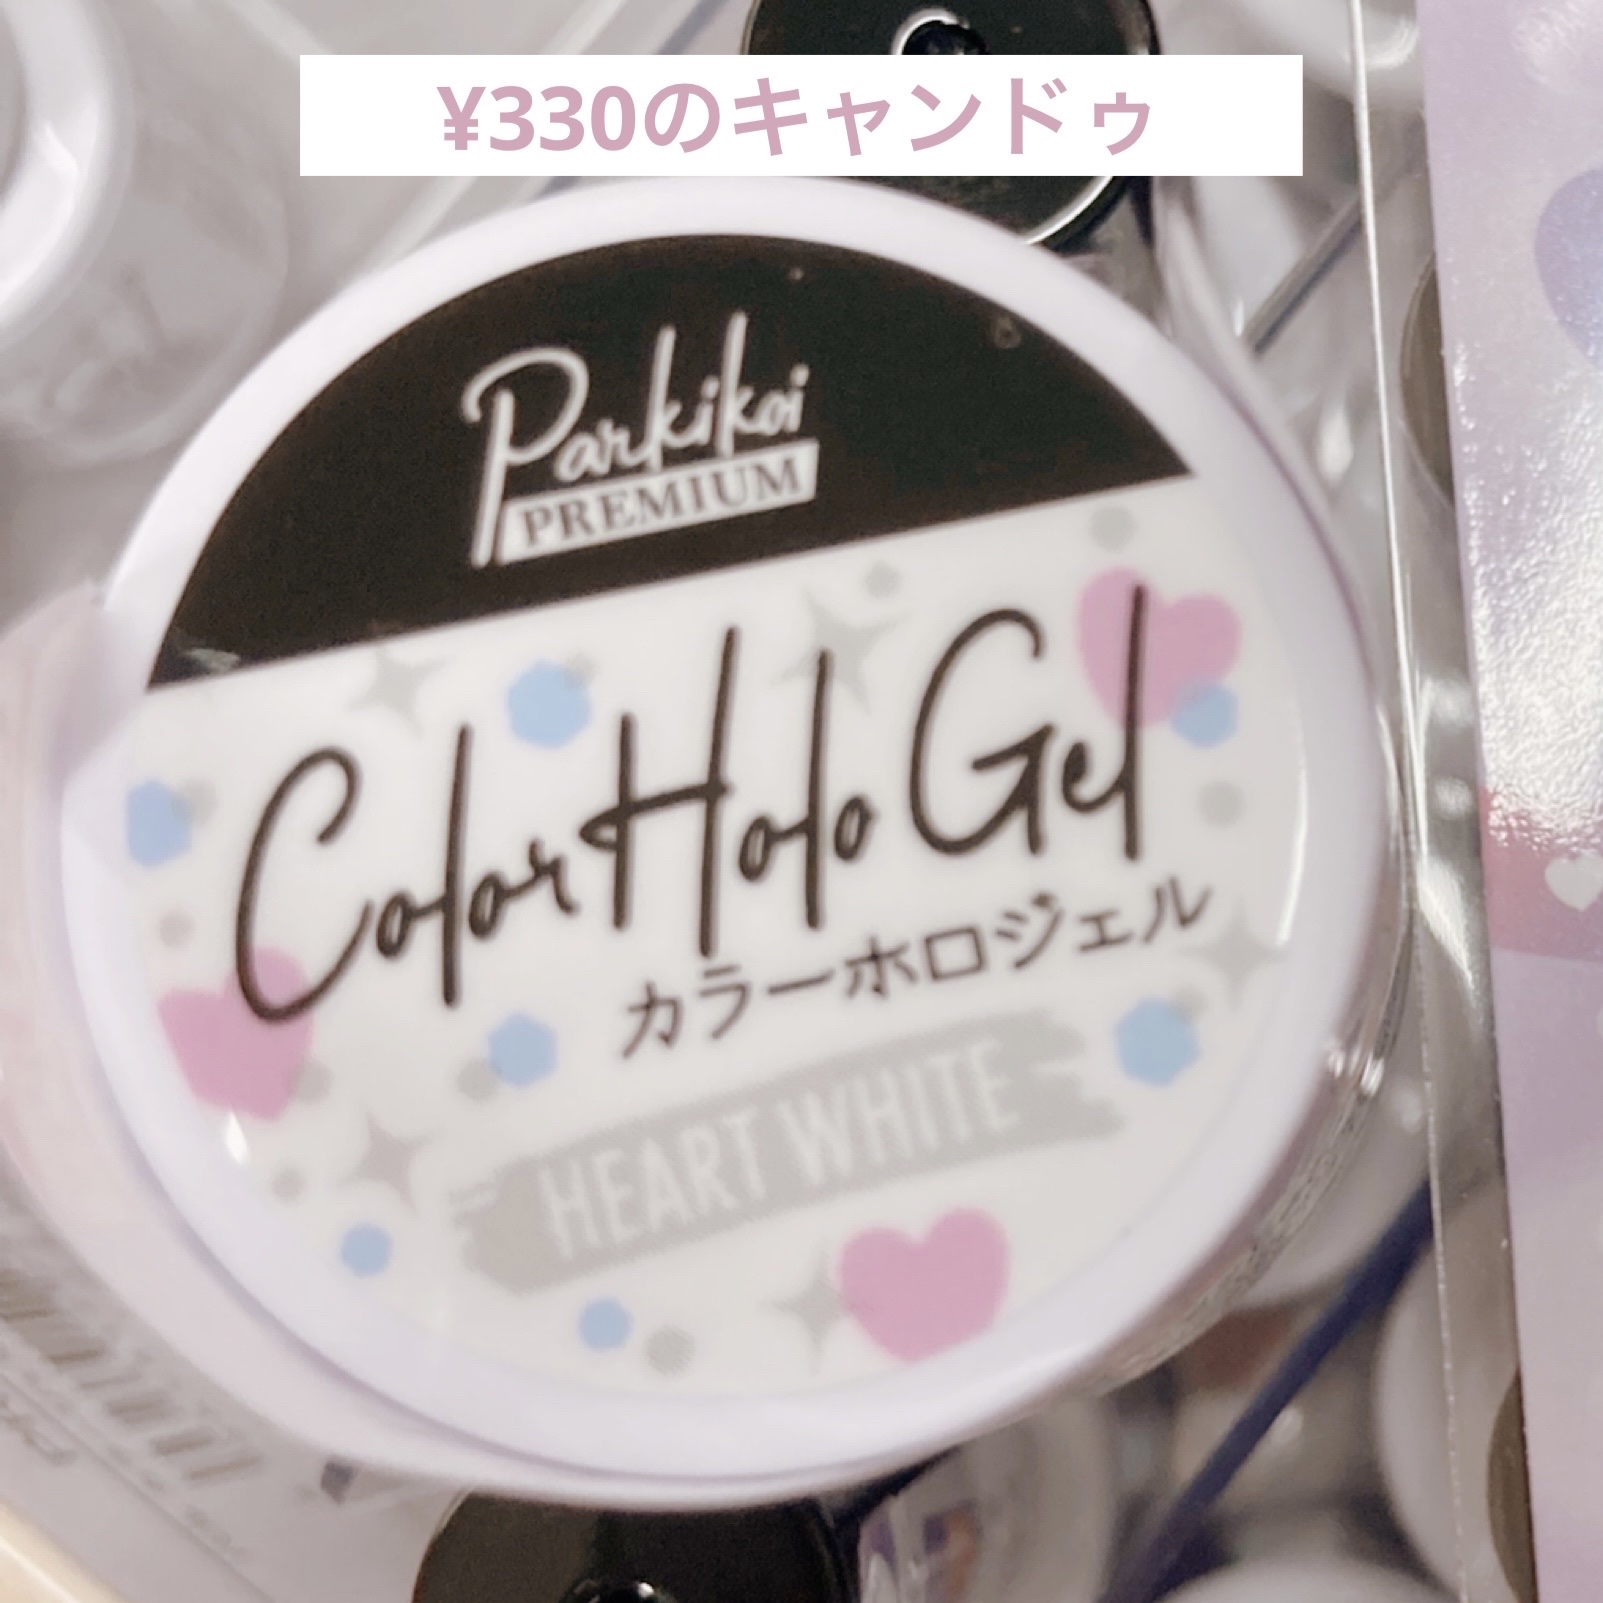 ¥330のキャンドゥ
Parkikoi
PREMIUM
Color Holo Gel
カラーホロジェル
HEART WHITE